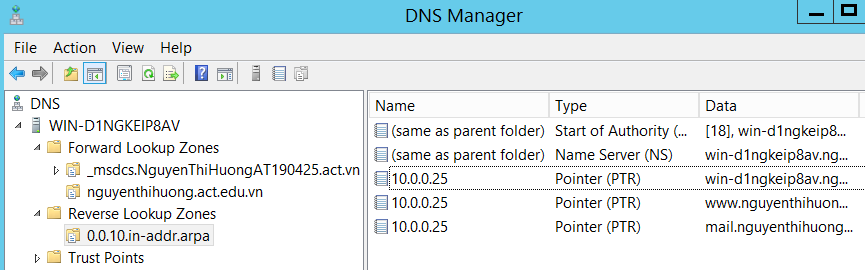 DNS Manager
File Action View Help
DNS
WIN-D1NGKEIP8AV
Forward Lookup Zones
_msdcs.NguyenThiHuongAT190425.act.vn
nguyenthihuong.act.edu.vn
Reverse Lookup Zones
0.0.10.in-addr.arpa
Trust Points
Name Type Data
(same as parent folder) Start of Authority (... [18], win-d1ngkeip8...
(same as parent folder) Name Server (NS) win-d1ngkeip8av.ng...
10.0.0.25 Pointer (PTR) win-d1ngkeip8av.ng...
10.0.0.25 Pointer (PTR) www.nguyenthihuon...
10.0.0.25 Pointer (PTR) mail.nguyenthihuong...